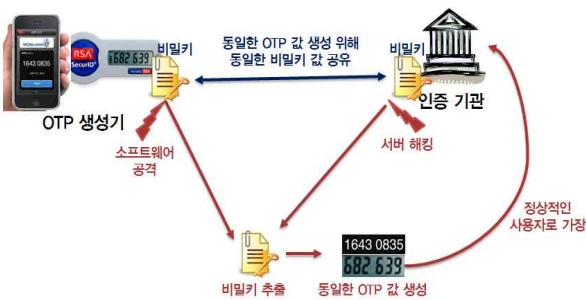 1643 0835
RSA
SecurID
682 639
비밀키
동일한 OTP 값 생성 위해
동일한 비밀키 값 공유
비밀키
OTP 생성기
인증 기관
소프트웨어
공격
서버 해킹
정상적인
사용자로 가장
1643 0835
682 639
비밀키 추출
동일한 OTP 값 생성